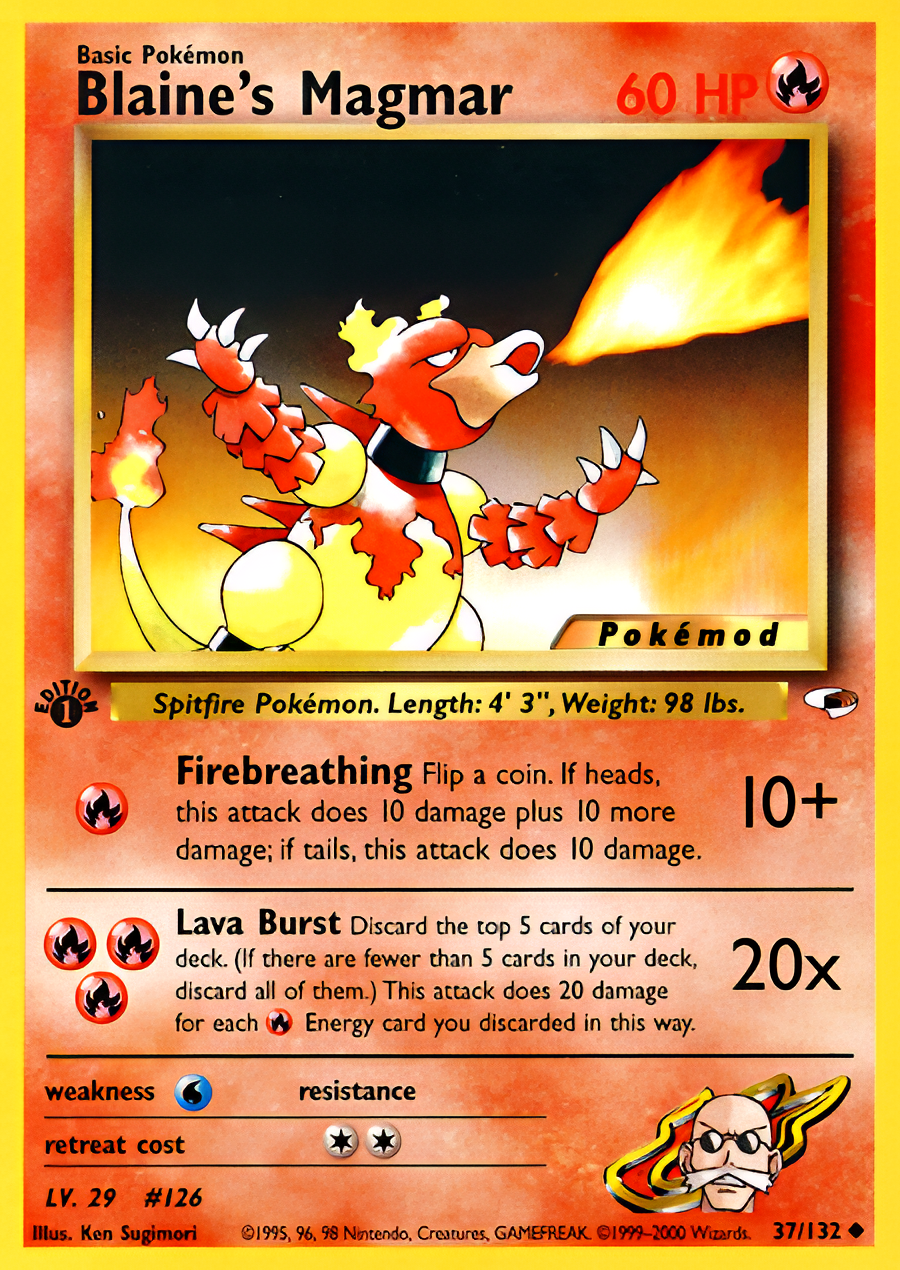 Basic Pokémon
Blaine's Magmar 60 HP
Pokémod
EDITION
1
Spitfire Pokémon. Length: 4' 3", Weight: 98 lbs.
Firebreathing Flip a coin. If heads,
this attack does 10 damage plus 10 more
damage; if tails, this attack does 10 damage.
10+
Lava Burst Discard the top 5 cards of your
deck. (If there are fewer than 5 cards in your deck,
discard all of them.) This attack does 20 damage
for each Energy card you discarded in this way.
20x
weakness resistance
retreat cost
LV. 29 #126
Illus. Ken Sugimori ©1995, 96, 98 Nintendo, Creatures, GAMEFREAK. ©1999–2000 Wizards. 37/132